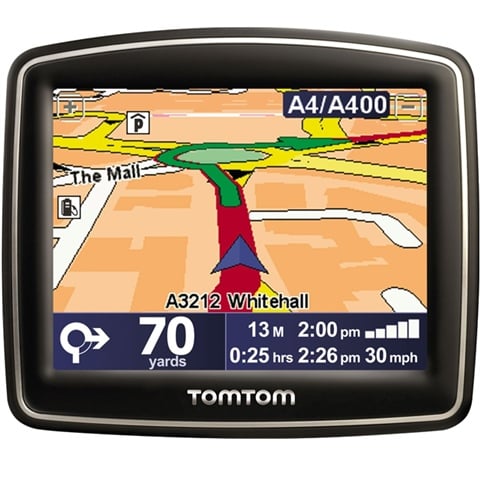 A4/A400
P
The Mall
A3212 Whitehall
70
yards
13 M 2:00 pm
0:25 hrs 2:26 pm 30 mph
TOMTOM